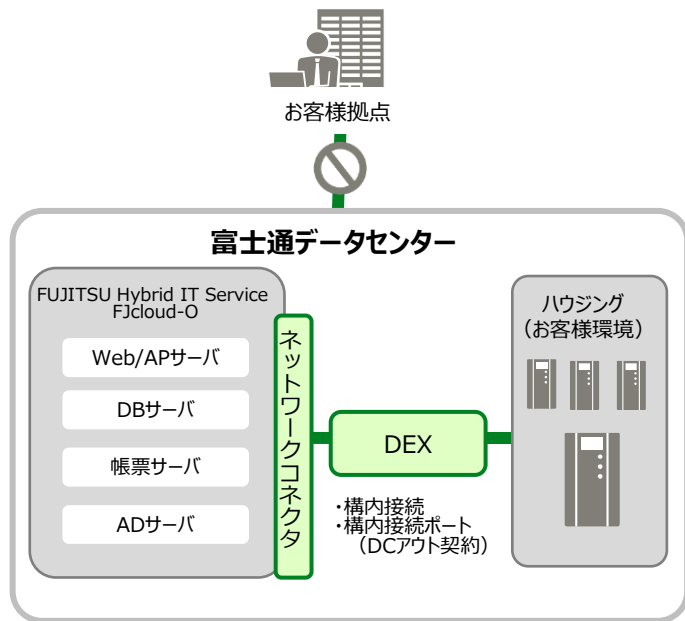 お客様拠点
富士通データセンター
FUJITSU Hybrid IT Service
FJcloud-O
Web/APサーバ
DBサーバ
帳票サーバ
ADサーバ
ネットワークコネクタ
DEX
・構内接続
・構内接続ポート
（DCアウト契約）
ハウジング
（お客様環境）